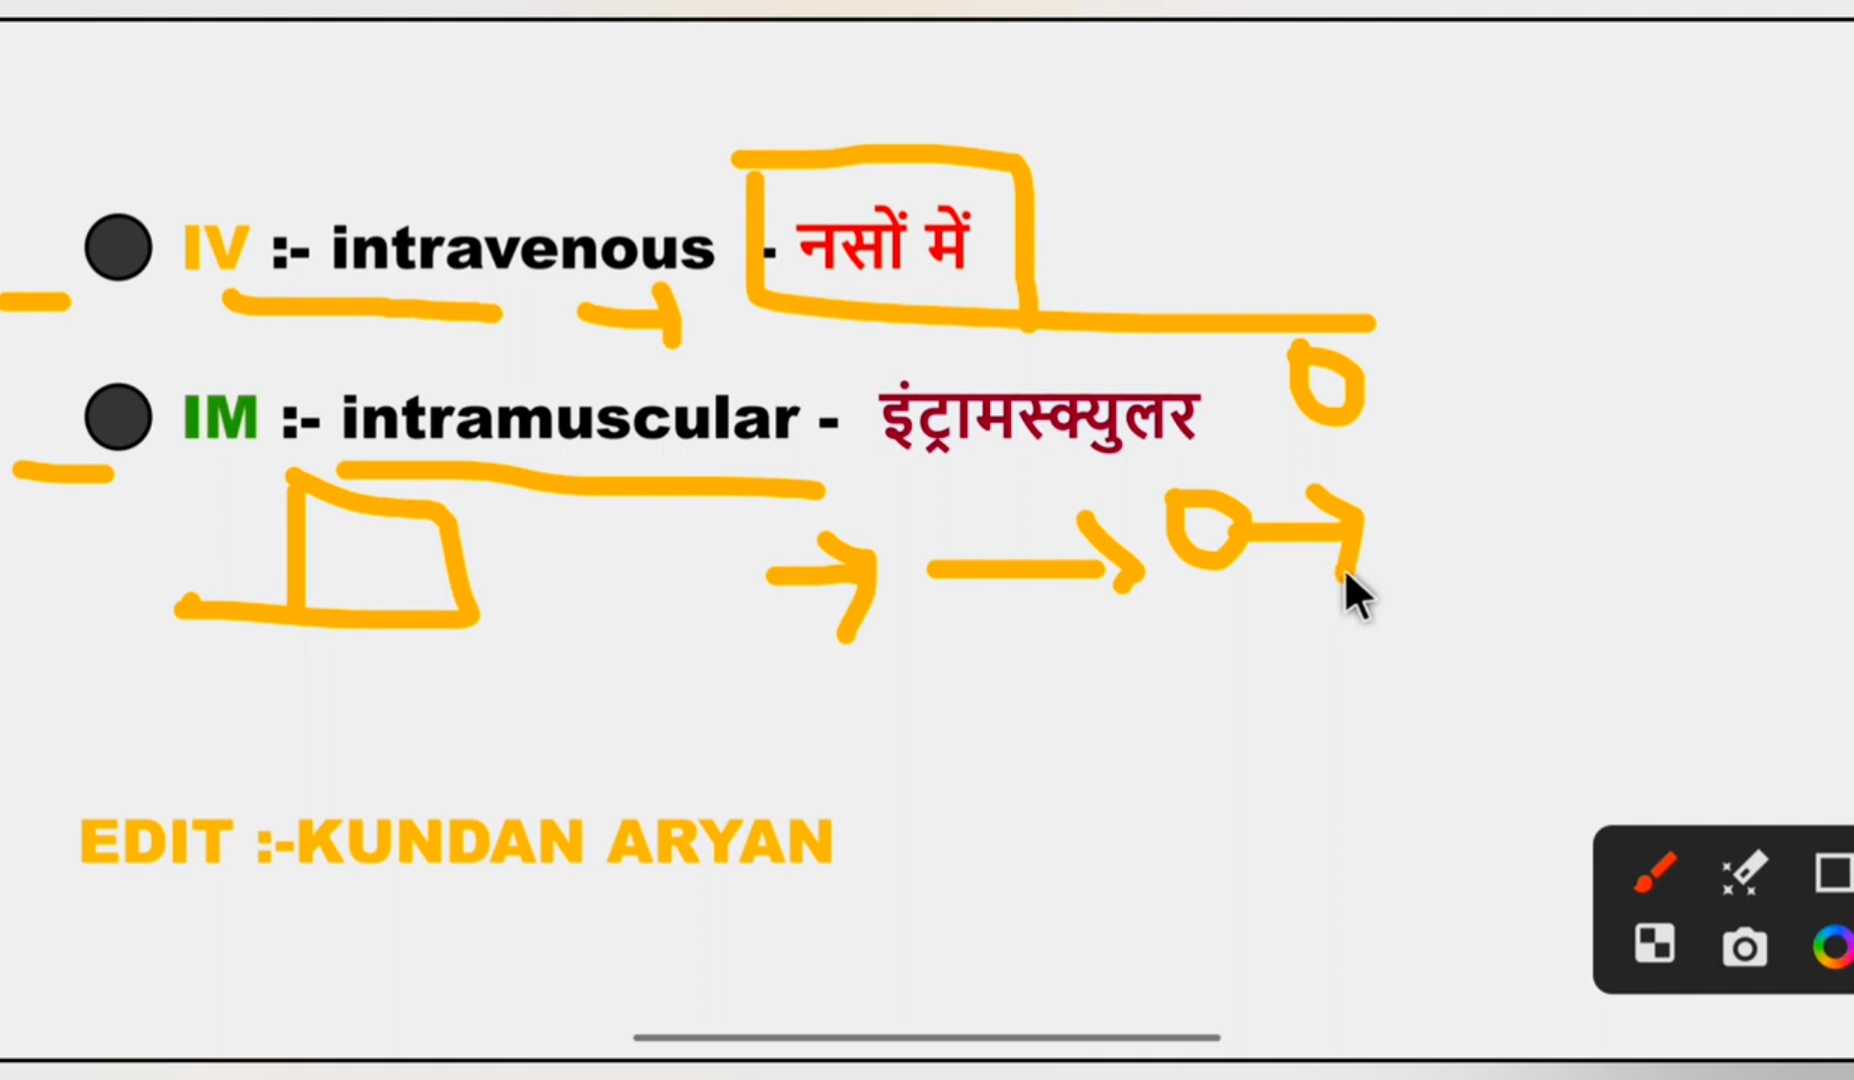 IV :- intravenous - नसों में
IM :- intramuscular - इंट्रामस्क्युलर
EDIT :-KUNDAN ARYAN